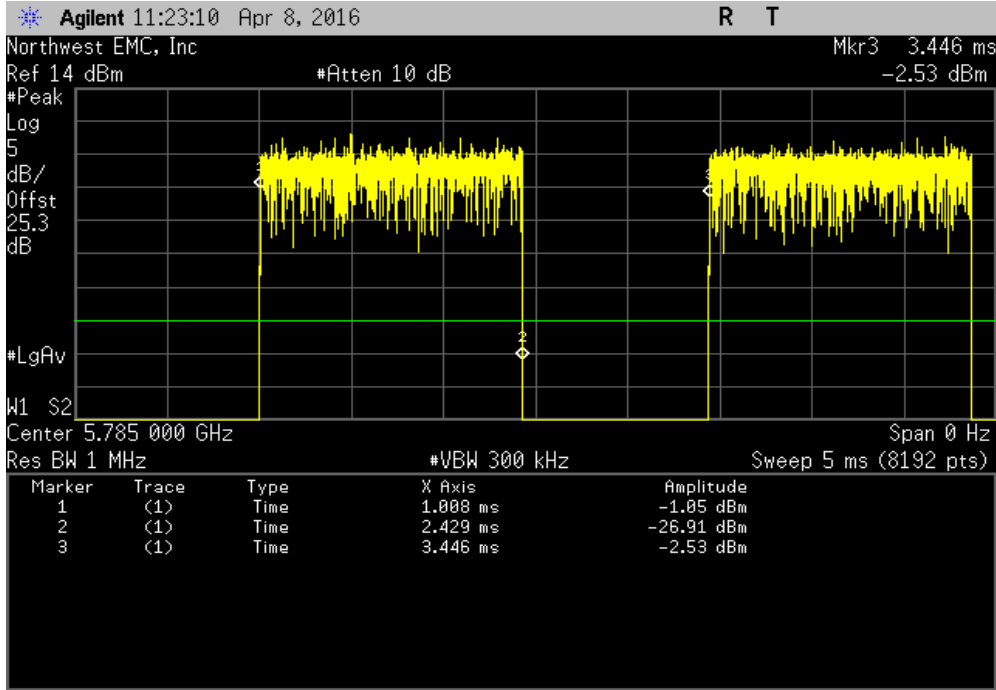 Agilent 11:23:10 Apr 8, 2016 R T
Northwest EMC, Inc Mkr3 3.446 ms
Ref 14 dBm #Atten 10 dB -2.53 dBm
#Peak
Log
5
dB/
Offst
25.3
dB
3
2
#LgAv
W1 S2
Center 5.785 000 GHz Span 0 Hz
Res BW 1 MHz #VBW 300 kHz Sweep 5 ms (8192 pts)
Marker Trace Type X Axis Amplitude
1 (1) Time 1.008 ms -1.05 dBm
2 (1) Time 2.429 ms -26.91 dBm
3 (1) Time 3.446 ms -2.53 dBm